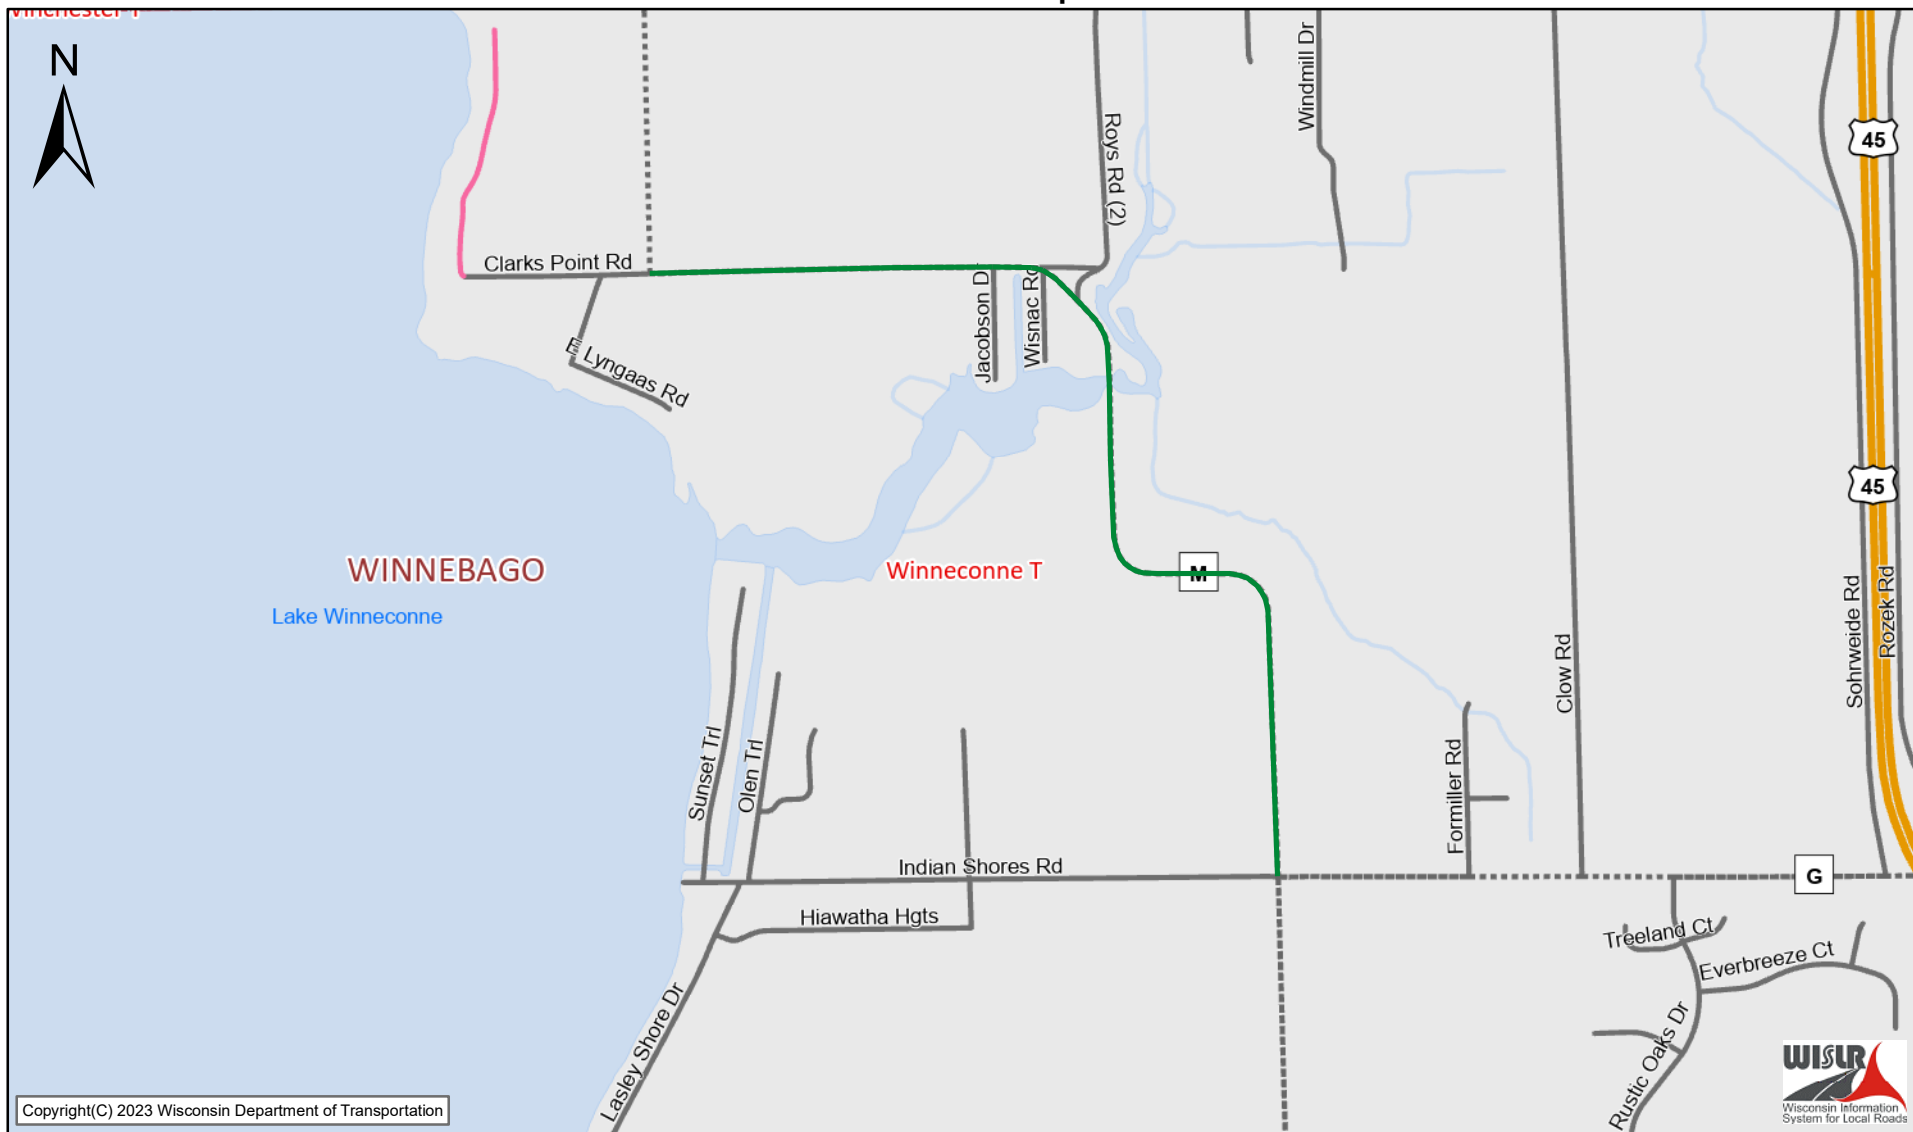 N
Windmill Dr
Roys Rd (2)
45
Clarks Point Rd
Jacobson Dr
Wisnac Rd
E Lyngaas Rd
45
WINNEBAGO
Winneconne T
M
Lake Winneconne
Clow Rd
Sohrweide Rd
Rozek Rd
Sunset Trl
Olen Trl
Formiller Rd
Indian Shores Rd
G
Hiawatha Hgts
Treeland Ct
Everbreeze Ct
Lasley Shore Dr
Rustic Oaks Dr
WISLR
Wisconsin Information
System for Local Roads
Copyright(C) 2023 Wisconsin Department of Transportation